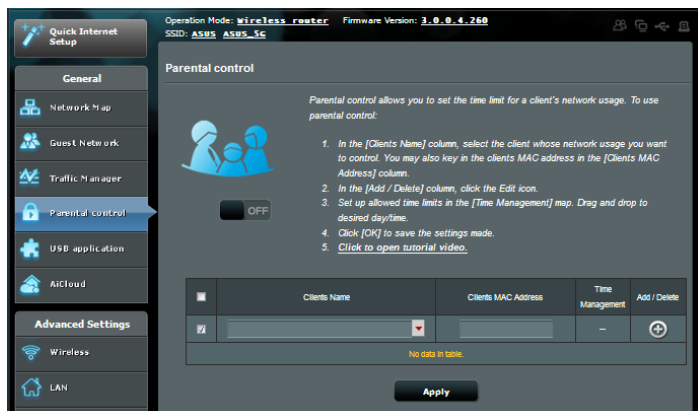 Quick Internet
Setup
Operation Mode: Wireless router Firmware Version: 3.0.0.4.260
SSID: ASUS ASUS_5G
General
Network Map
Guest Network
Traffic Manager
Parental control
USB application
AiCloud
Advanced Settings
Wireless
LAN
Parental control
OFF
Parental control allows you to set the time limit for a client's network usage. To use
parental control:
1. In the [Clients Name] column, select the client whose network usage you want
to control. You may also key in the clients MAC address in the [Clients MAC
Address] column.
2. In the [Add / Delete] column, click the Edit icon.
3. Set up allowed time limits in the [Time Management] map. Drag and drop to
desired day/time.
4. Click [OK] to save the settings made.
5. Click to open tutorial video.
Clients Name Clients MAC Address Time Management Add / Delete
–
No data in table.
Apply